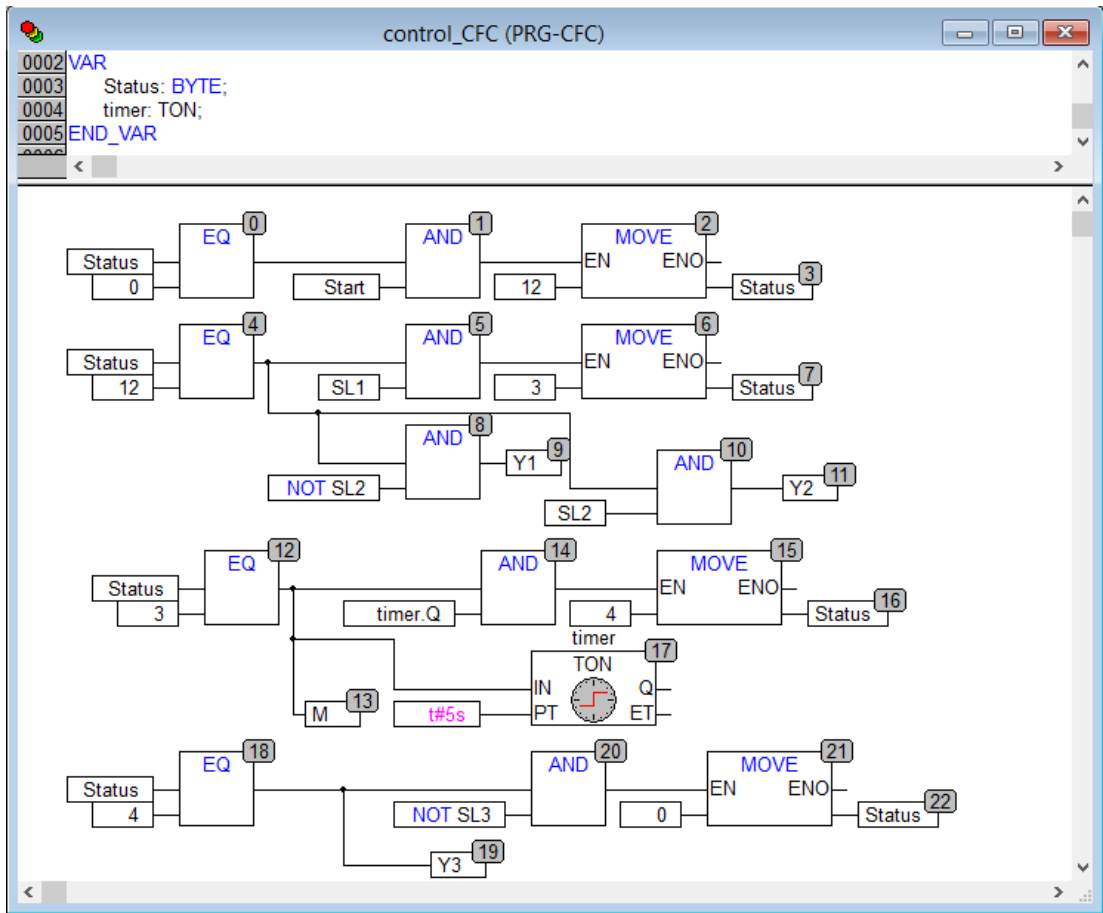 control_CFC (PRG-CFC)
0002 VAR
0003 Status: BYTE;
0004 timer: TON;
0005 END_VAR
0006
EQ 0 AND 1 MOVE 2
Status EN ENO
0 Start 12 Status 3
EQ 4 AND 5 MOVE 6
Status EN ENO
12 SL1 3 Status 7
AND 8
Y1 9 AND 10
NOT SL2 Y2 11
SL2
EQ 12 AND 14 MOVE 15
Status EN ENO
3 timer.Q 4 Status 16
timer
TON 17
IN Q
M 13 t#5s PT ET
EQ 18 AND 20 MOVE 21
Status EN ENO
4 NOT SL3 0 Status 22
Y3 19